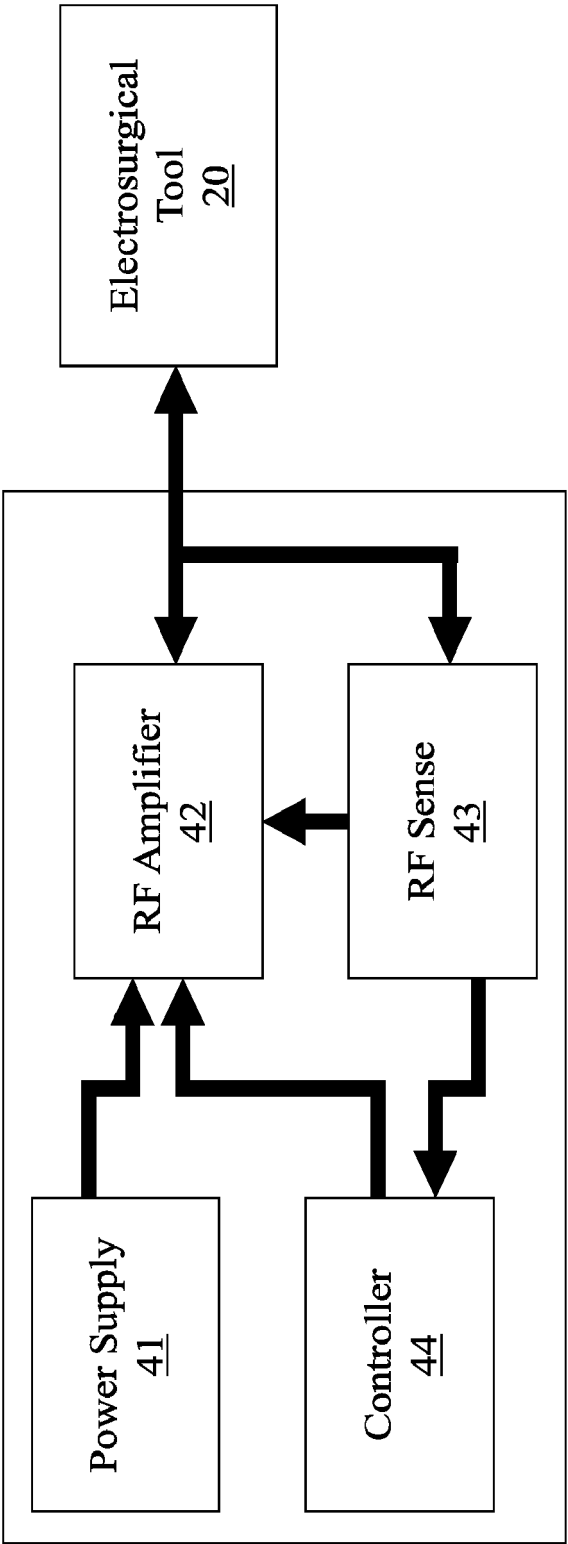 Power Supply
41
RF Amplifier
42
Electrosurgical
Tool
20
Controller
44
RF Sense
43